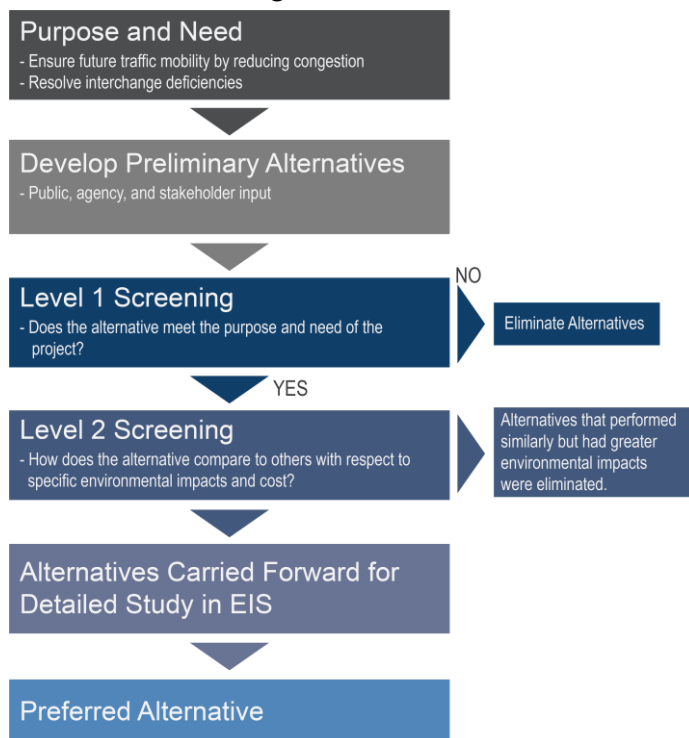 Purpose and Need
- Ensure future traffic mobility by reducing congestion
- Resolve interchange deficiencies
Develop Preliminary Alternatives
- Public, agency, and stakeholder input
NO
Level 1 Screening
- Does the alternative meet the purpose and need of the
project?
Eliminate Alternatives
YES
Level 2 Screening
- How does the alternative compare to others with respect to
specific environmental impacts and cost?
Alternatives that performed
similarly but had greater
environmental impacts
were eliminated.
Alternatives Carried Forward for
Detailed Study in EIS
Preferred Alternative